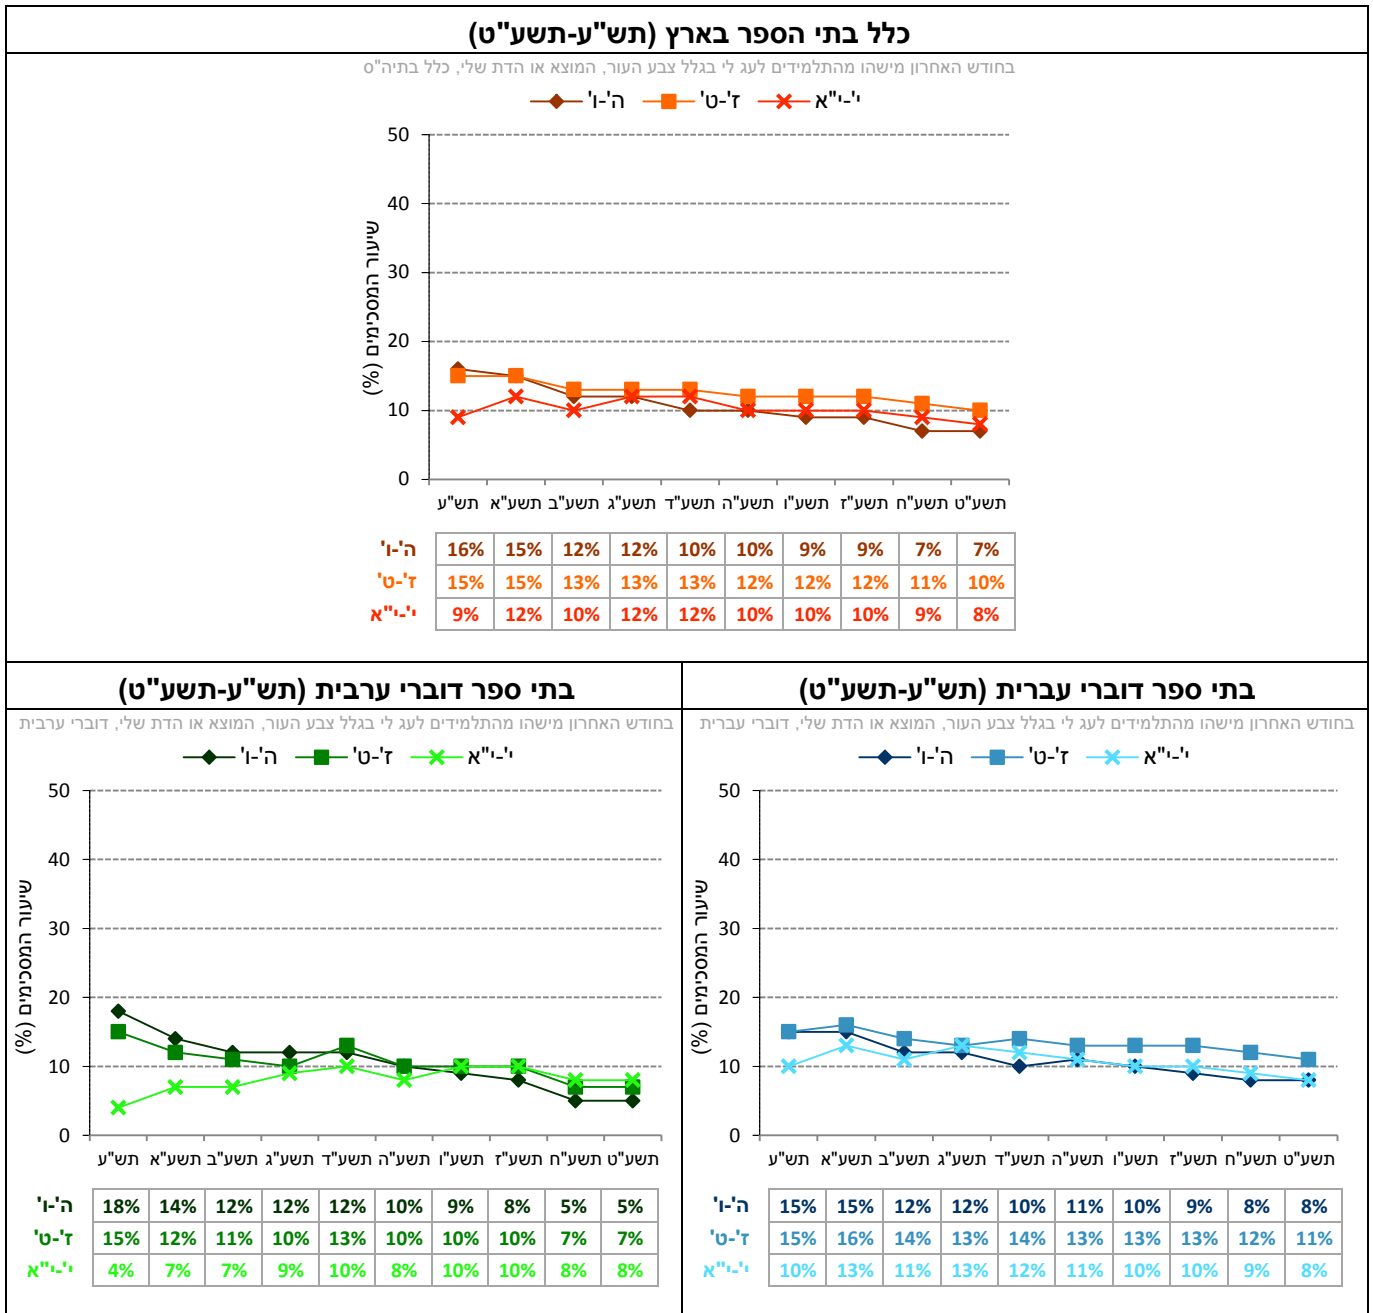 כלל בתי הספר בארץ (תש"ע-תשע"ט)
בחודש האחרון מישהו מהתלמידים לעג לי בגלל צבע העור, המוצא או הדת שלי, כלל בתיה"ס
ה'-ו' ז'-ט' י'-י"א
שיעור המסכימים (%)
50
40
30
20
10
0
תש"ע תשע"א תשע"ב תשע"ג תשע"ד תשע"ה תשע"ו תשע"ז תשע"ח תשע"ט
ה'-ו' 16% 15% 12% 12% 10% 10% 9% 9% 7% 7%
ז'-ט' 15% 15% 13% 13% 13% 12% 12% 12% 11% 10%
י'-י"א 9% 12% 10% 12% 12% 10% 10% 10% 9% 8%
בתי ספר דוברי עברית (תש"ע-תשע"ט)
בחודש האחרון מישהו מהתלמידים לעג לי בגלל צבע העור, המוצא או הדת שלי, דוברי עברית
ה'-ו' ז'-ט' י'-י"א
שיעור המסכימים (%)
50
40
30
20
10
0
תש"ע תשע"א תשע"ב תשע"ג תשע"ד תשע"ה תשע"ו תשע"ז תשע"ח תשע"ט
ה'-ו' 15% 15% 12% 12% 10% 11% 10% 9% 8% 8%
ז'-ט' 15% 16% 14% 13% 14% 13% 13% 13% 12% 11%
י'-י"א 10% 13% 11% 13% 12% 11% 10% 10% 9% 8%
בתי ספר דוברי ערבית (תש"ע-תשע"ט)
בחודש האחרון מישהו מהתלמידים לעג לי בגלל צבע העור, המוצא או הדת שלי, דוברי ערבית
ה'-ו' ז'-ט' י'-י"א
שיעור המסכימים (%)
50
40
30
20
10
0
תש"ע תשע"א תשע"ב תשע"ג תשע"ד תשע"ה תשע"ו תשע"ז תשע"ח תשע"ט
ה'-ו' 18% 14% 12% 12% 12% 10% 9% 8% 5% 5%
ז'-ט' 15% 12% 11% 10% 13% 10% 10% 10% 7% 7%
י'-י"א 4% 7% 7% 9% 10% 8% 10% 10% 8% 8%